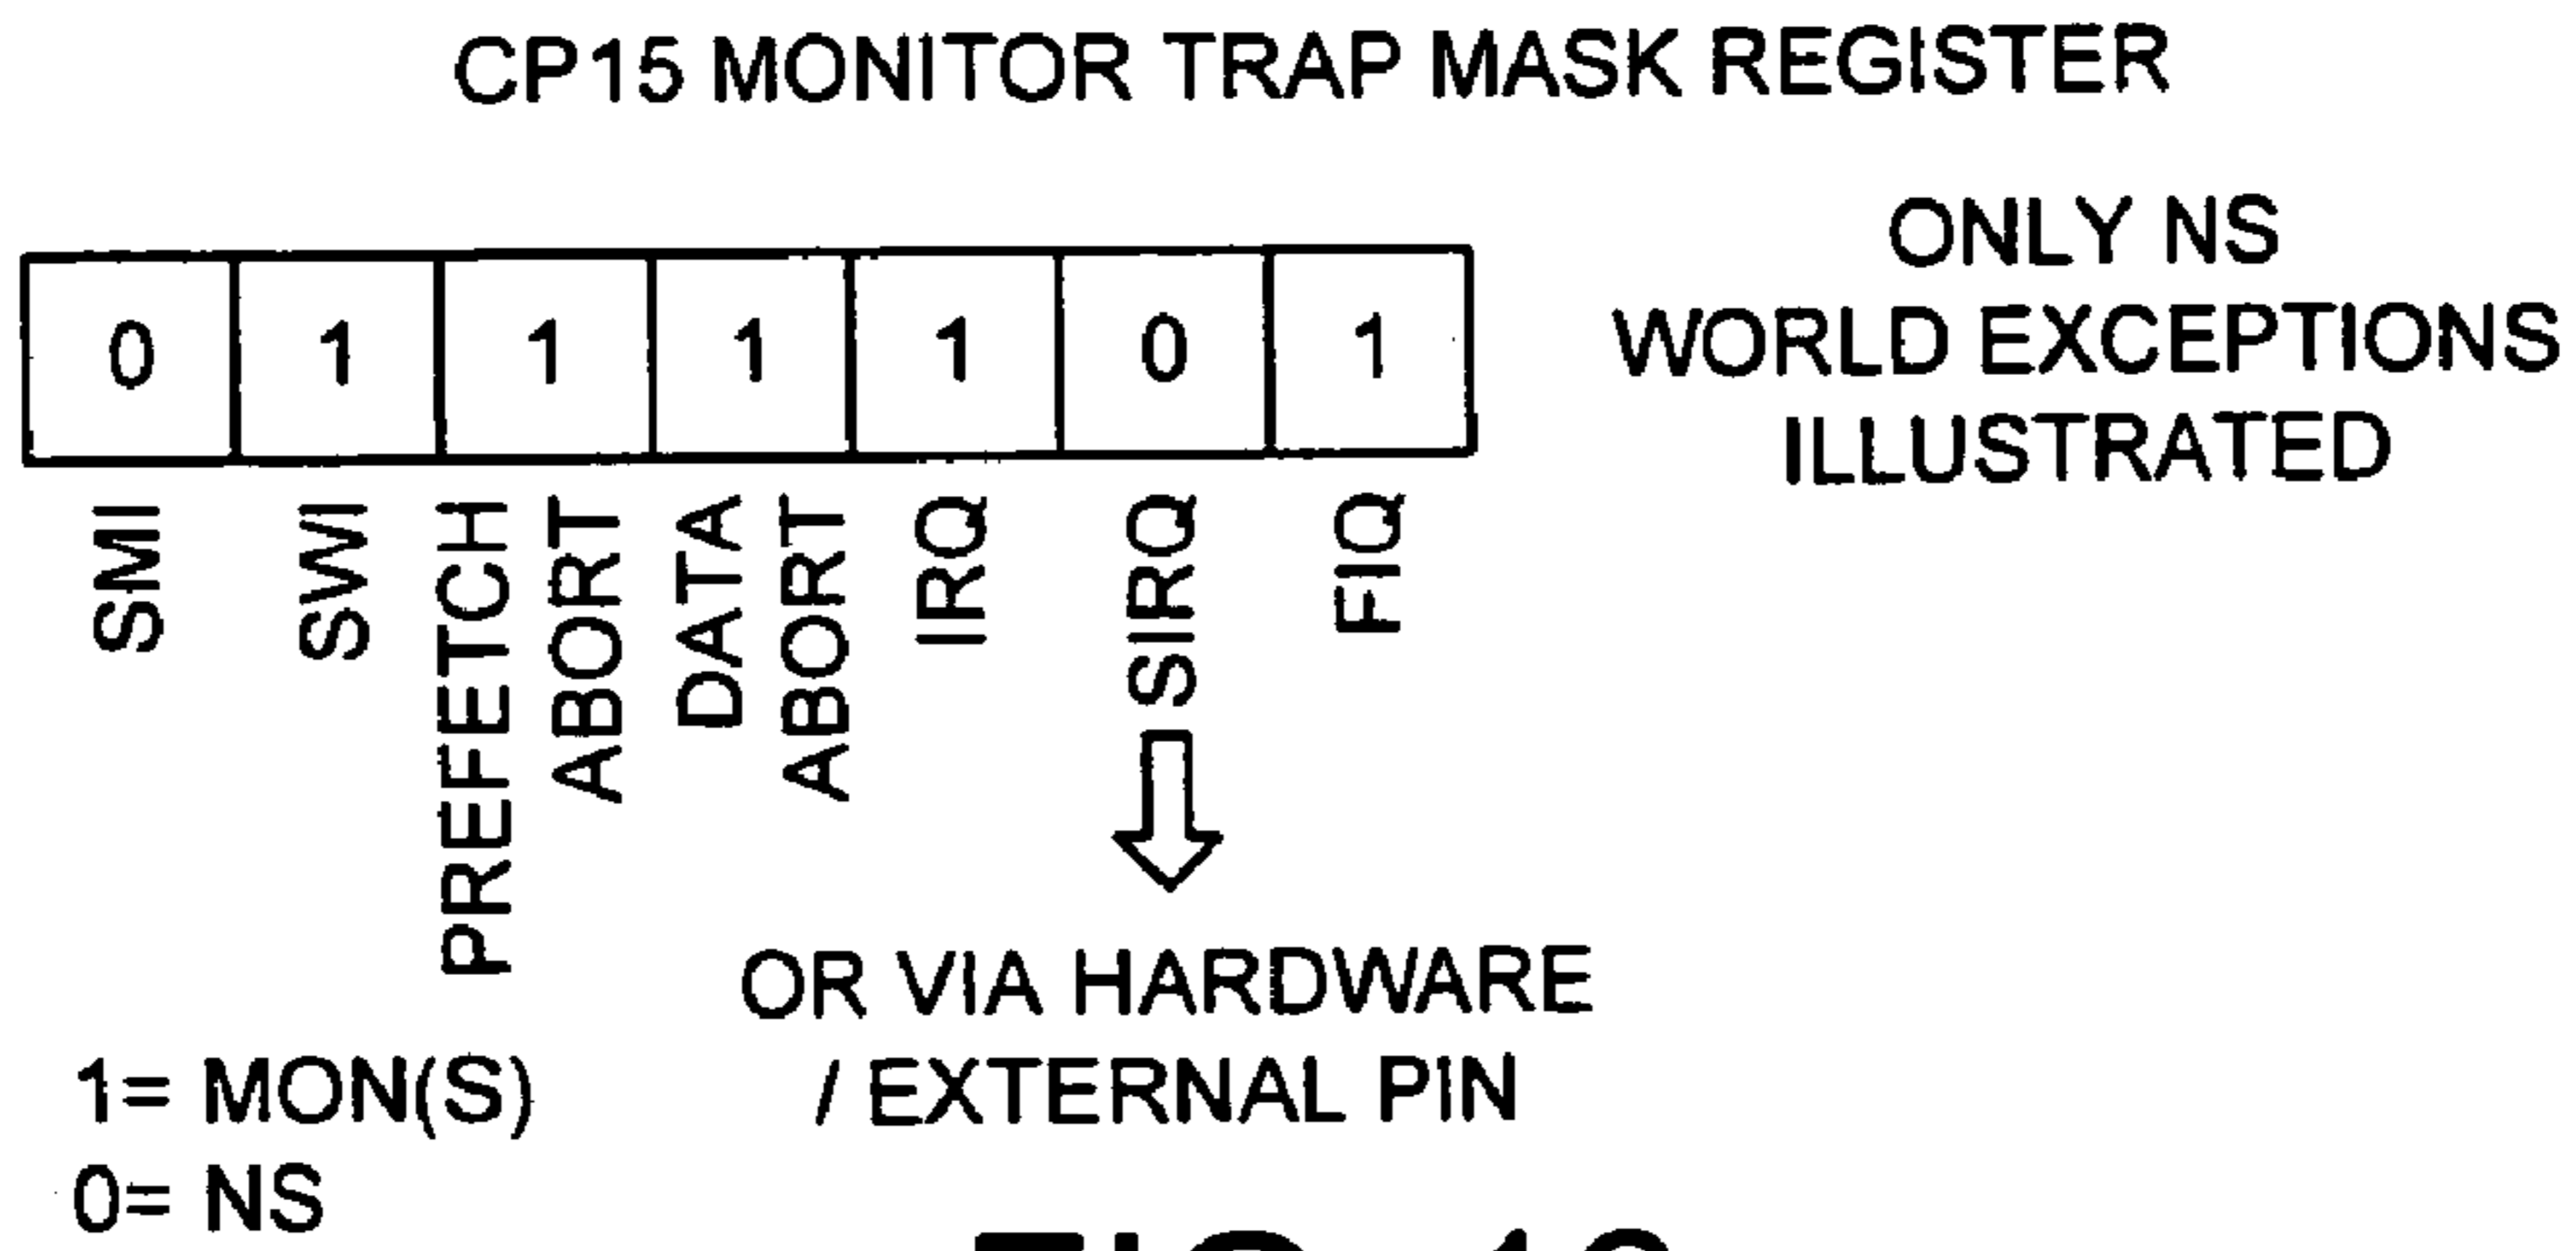 CP15 MONITOR TRAP MASK REGISTER
ONLY NS
WORLD EXCEPTIONS
ILLUSTRATED
0 1 1 1 1 0 1
SMI
SWI
PREFETCH
ABORT
DATA
ABORT
IRQ
SIRQ
FIQ
OR VIA HARDWARE
/ EXTERNAL PIN
1= MON(S)
0= NS